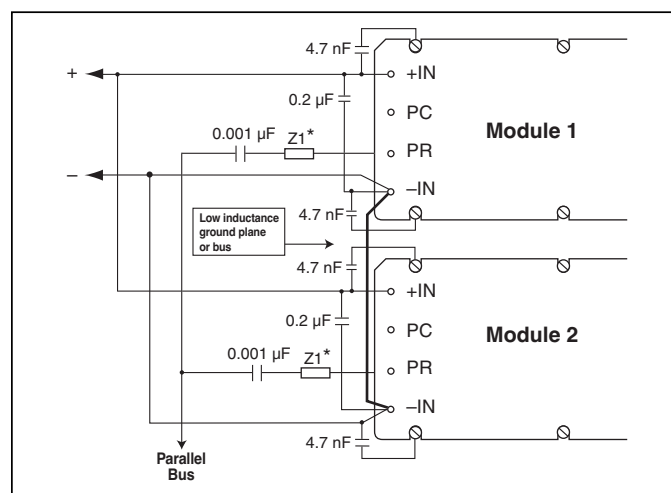 4.7 nF
+
+IN
0.2 µF
PC
Module 1
0.001 µF
Z1*
PR
–
–IN
4.7 nF
Low inductance
ground plane
or bus
4.7 nF
+IN
0.2 µF
PC
Module 2
0.001 µF
Z1*
PR
–IN
4.7 nF
Parallel
Bus